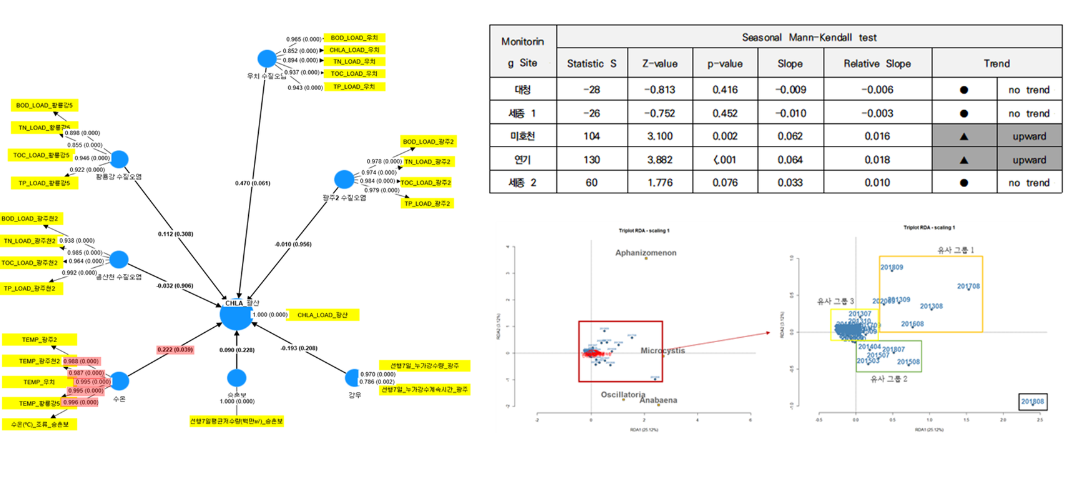 0.965 (0.000)
BOD_LOAD_우치
0.852 (0.000)
CHLA_LOAD_우치
0.894 (0.000)
TN_LOAD_우치
0.937 (0.000)
TOC_LOAD_우치
0.943 (0.000)
TP_LOAD_우치
우치 수질오염
BOD_LOAD_황룡강5
TN_LOAD_황룡강5
0.898 (0.000)
0.855 (0.000)
TOC_LOAD_황룡강5
0.946 (0.000)
0.922 (0.000)
TP_LOAD_황룡강5
황룡강 수질오염
BOD_LOAD_광주2
0.978 (0.000)
TN_LOAD_광주2
0.974 (0.000)
0.984 (0.000)
TOC_LOAD_광주2
0.979 (0.000)
TP_LOAD_광주2
광주2 수질오염
0.470 (0.061)
0.112 (0.308)
-0.010 (0.956)
BOD_LOAD_광주천2
0.938 (0.000)
TN_LOAD_광주천2
0.985 (0.000)
TOC_LOAD_광주천2
0.964 (0.000)
0.992 (0.000)
TP_LOAD_광주천2
수질오염
-0.032 (0.906)
CHLA_
1.000 (0.000)
CHLA_LOAD_광산
TEMP_광주2
0.988 (0.000)
TEMP_광주천2
0.987 (0.000)
TEMP_우치
0.995 (0.000)
0.995 (0.000)
TEMP_황룡강5
0.996 (0.000)
수온(℃)_조류_승촌보
수온
0.222 (0.039)
0.090 (0.228)
-0.193 (0.208)
승촌보
1.000 (0.000)
선행7일평균저수량(백만㎥)_승촌보
강우
0.970 (0.000)
선행7일_누가강수량_광주
0.786 (0.002)
선행7일_누가강수계속시간_광주
Monitorin
g Site
Seasonal Mann-Kendall test
Statistic S Z-value p-value Slope Relative Slope Trend
대청 -28 -0.813 0.416 -0.009 -0.006 ● no trend
세종 1 -26 -0.752 0.452 -0.010 -0.003 ● no trend
미호천 104 3.100 0.002 0.062 0.016 ▲ upward
연기 130 3.882 <.001 0.064 0.018 ▲ upward
세종 2 60 1.776 0.076 0.033 0.010 ● no trend
Triplot RDA - scaling 1
Aphanizomenon
Microcystis
Oscillatoria
Anabaena
RDA1 (25.12%)
Triplot RDA - scaling 1
유사 그룹 1
201809
201708
201308
201608
유사 그룹 3
201307
유사 그룹 2
201404
201807
201507
201503
201508
201808
RDA1 (25.12%)